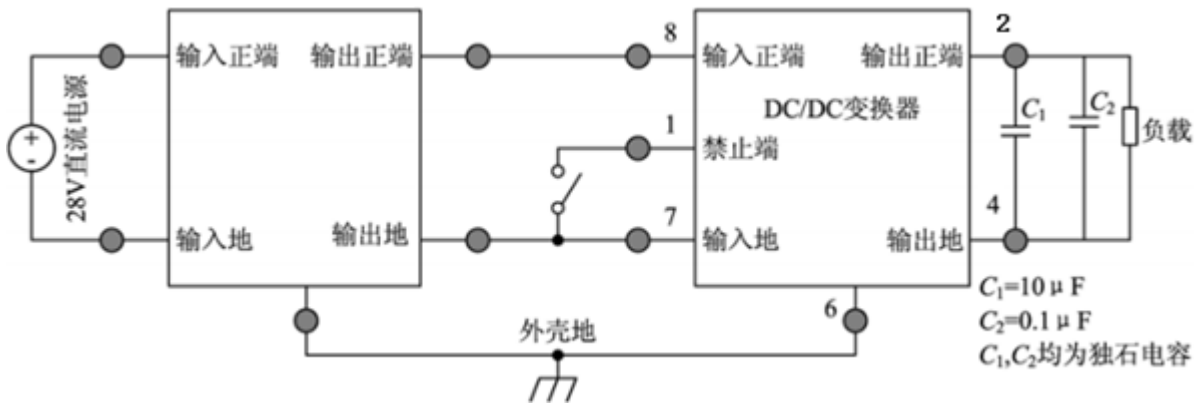 28V直流电源
输入正端
输出正端
输入地
输出地
8
1
7
输入正端
输出正端
DC/DC变换器
禁止端
输入地
输出地
2
4
6
C₁
C₂
负载
外壳地
C₁=10μF
C₂=0.1μF
C₁,C₂均为独石电容